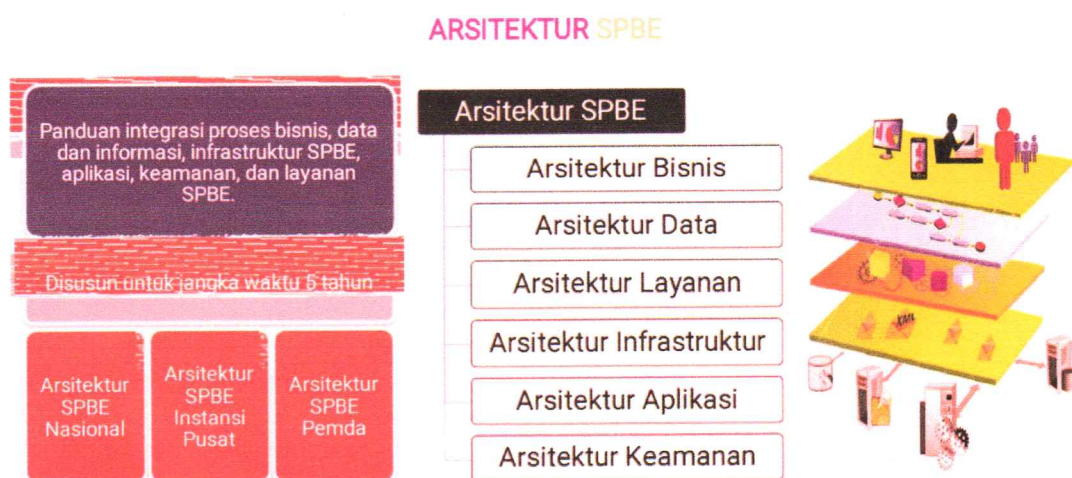 ARSITEKTUR SPBE
Panduan integrasi proses bisnis, data
dan informasi, infrastruktur SPBE,
aplikasi, keamanan, dan layanan
SPBE.
Disusun untuk jangka waktu 5 tahun
Arsitektur
SPBE
Nasional
Arsitektur
SPBE
Instansi
Pusat
Arsitektur
SPBE
Pemda
Arsitektur SPBE
Arsitektur Bisnis
Arsitektur Data
Arsitektur Layanan
Arsitektur Infrastruktur
Arsitektur Aplikasi
Arsitektur Keamanan
XML